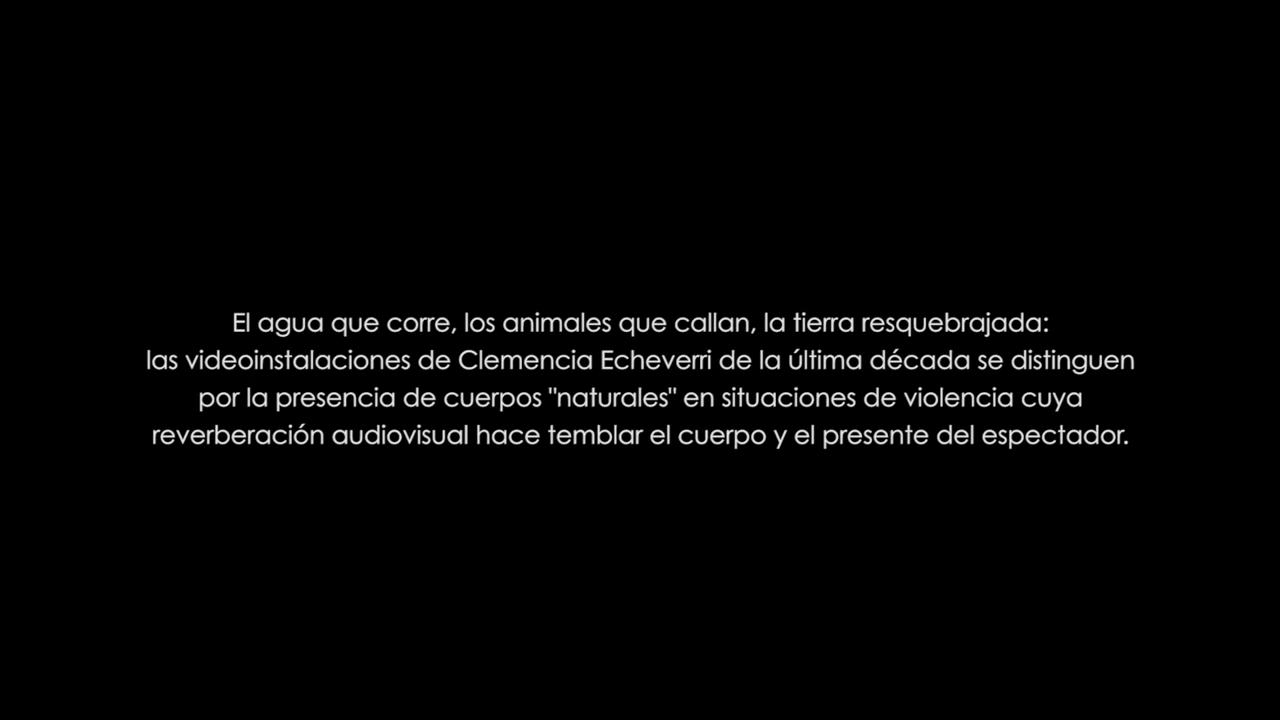 El agua que corre, los animales que callan, la tierra resquebrajada:
las videoinstalaciones de Clemencia Echeverri de la última década se distinguen
por la presencia de cuerpos "naturales" en situaciones de violencia cuya
reverberación audiovisual hace temblar el cuerpo y el presente del espectador.